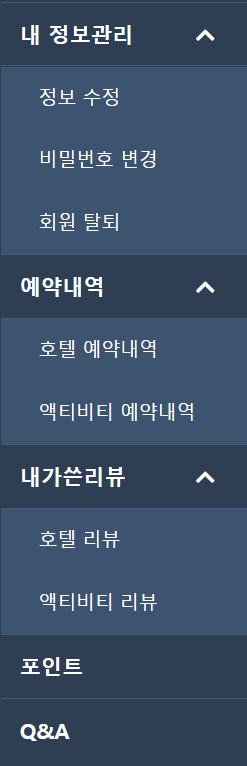 내 정보관리
정보 수정
비밀번호 변경
회원 탈퇴
예약내역
호텔 예약내역
액티비티 예약내역
내가쓴리뷰
호텔 리뷰
액티비티 리뷰
포인트
Q&A